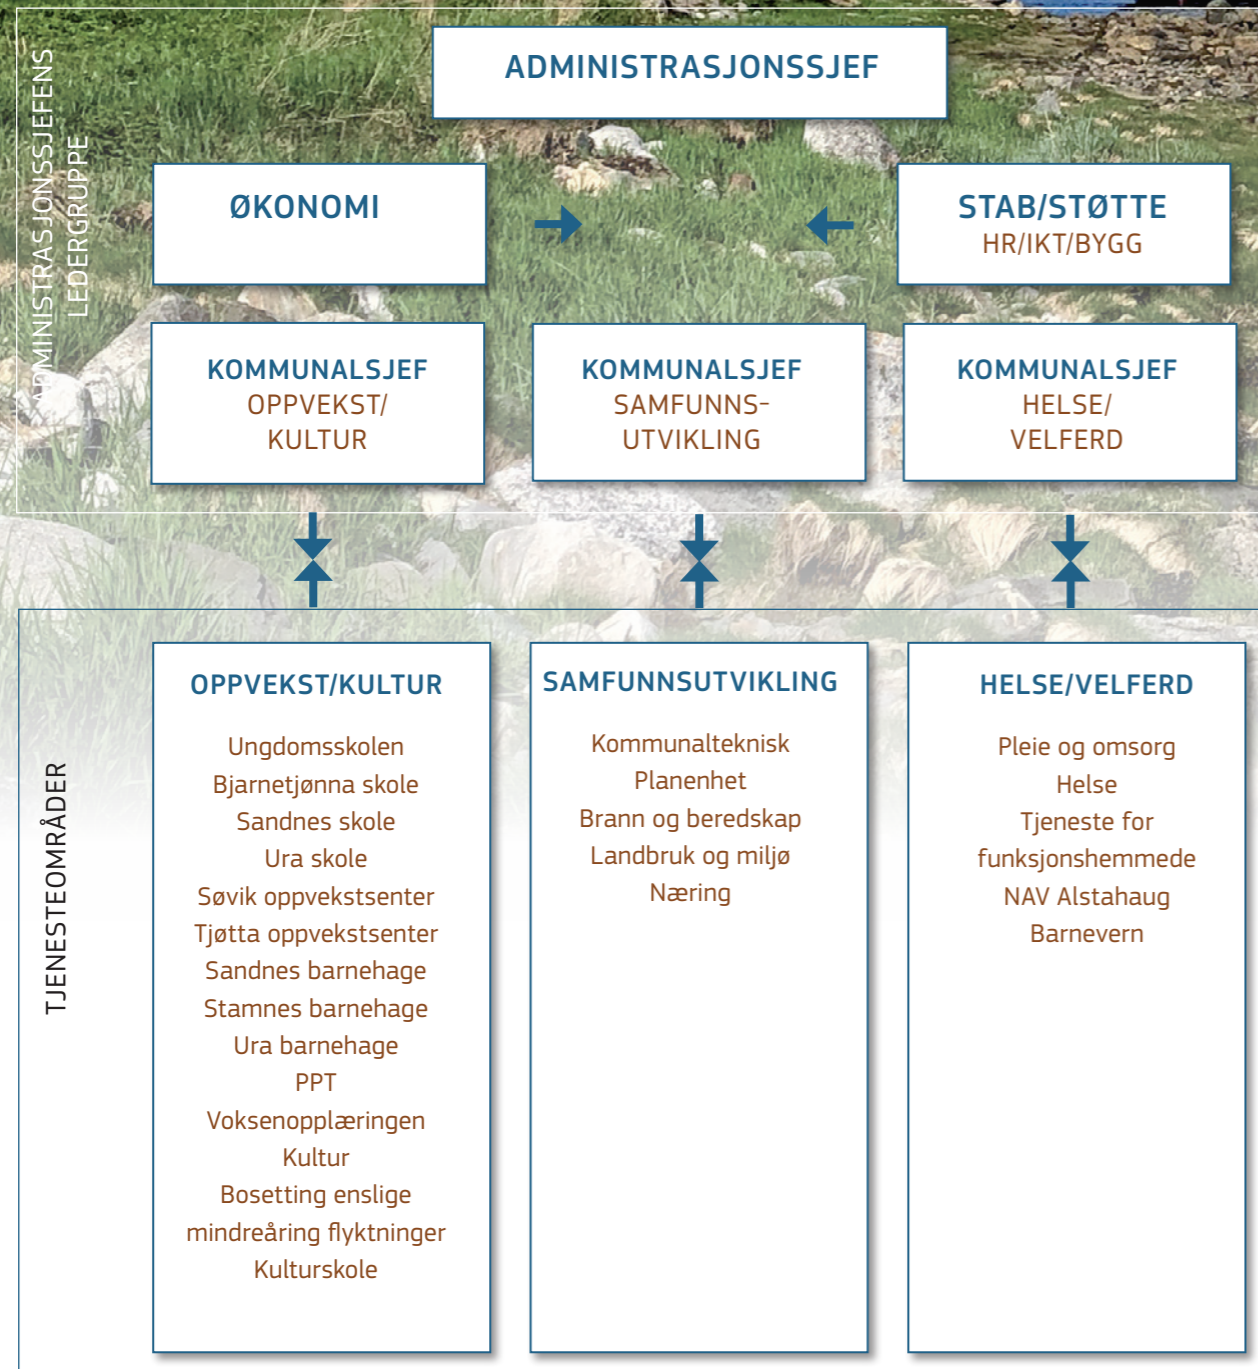 ADMINISTRASJONSSJEFENS
LEDERGRUPPE
ADMINISTRASJONSSJEF
ØKONOMI
STAB/STØTTE
HR/IKT/BYGG
KOMMUNALSJEF
OPPVEKST/
KULTUR
KOMMUNALSJEF
SAMFUNNS-
UTVIKLING
KOMMUNALSJEF
HELSE/
VELFERD
TJENESTEOMRÅDER
OPPVEKST/KULTUR
Ungdomsskolen
Bjarnetjønna skole
Sandnes skole
Ura skole
Søvik oppvekstsenter
Tjøtta oppvekstsenter
Sandnes barnehage
Stamnes barnehage
Ura barnehage
PPT
Voksenopplæringen
Kultur
Bosetting enslige
mindreåring flyktninger
Kulturskole
SAMFUNNSUTVIKLING
Kommunalteknisk
Planenhet
Brann og beredskap
Landbruk og miljø
Næring
HELSE/VELFERD
Pleie og omsorg
Helse
Tjeneste for
funksjonshemmede
NAV Alstahaug
Barnevern